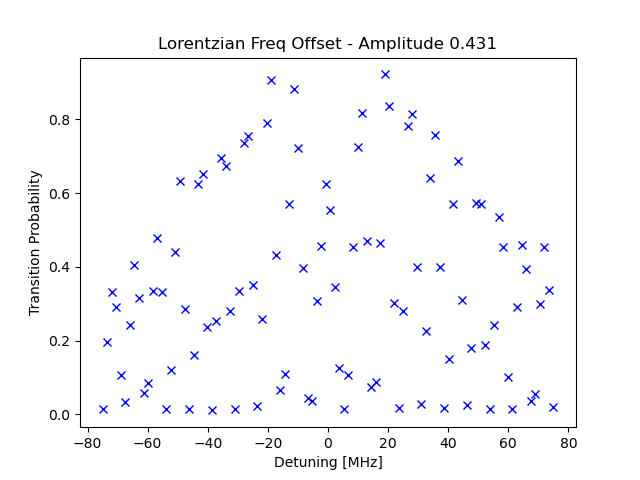 Lorentzian Freq Offset - Amplitude 0.431
Transition Probability
0.8
0.6
0.4
0.2
0.0
−80 −60 −40 −20 0 20 40 60 80
Detuning [MHz]